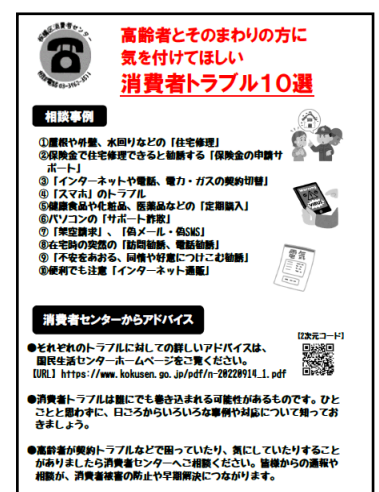 板橋区消費者センター
相談電話 03-3962-3511
高齢者とそのまわりの方に
気を付けてほしい
消費者トラブル10選
相談事例
①屋根や外壁、水回りなどの「住宅修理」
②保険金で住宅修理できると勧誘する「保険金の申請サ
ポート」
③「インターネットや電話、電力・ガスの契約切替」
④「スマホ」のトラブル
⑤健康食品や化粧品、医薬品などの「定期購入」
⑥パソコンの「サポート詐欺」
⑦「架空請求」、「偽メール・偽SMS」
⑧在宅時の突然の「訪問勧誘、電話勧誘」
⑨「不安をあおる、同情や好意につけこむ勧誘」
⑩便利でも注意「インターネット通販」
電気
消費者センターからアドバイス
[2次元コード]
●それぞれのトラブルに対しての詳しいアドバイスは、
国民生活センターホームページをご覧ください。
[URL] https://www.kokusen.go.jp/pdf/n-20220914_1.pdf
●消費者トラブルは誰にでも巻き込まれる可能性があるものです。ひと
ごとと思わずに、日ごろからいろいろな事例や対応について知ってお
きましょう。
●高齢者が契約トラブルなどで困っていたり、気にしていたりすること
がありましたら消費者センターへご相談ください。皆様からの通報や
相談が、消費者被害の防止や早期解決につながります。